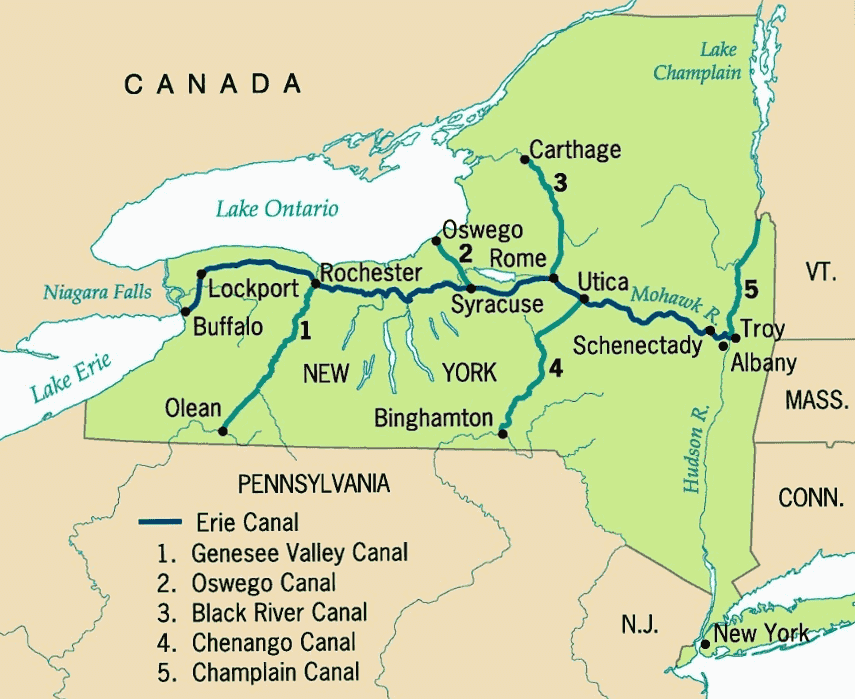 Lake
Champlain
CANADA
Carthage
3
Lake Ontario
Oswego
2
Rome
Rochester
Utica
VT.
Niagara Falls
Lockport
Syracuse
Mohawk R.
5
Buffalo
1
Troy
Schenectady
Albany
Lake Erie
NEW YORK
4
MASS.
Olean
Binghamton
Hudson R.
PENNSYLVANIA
CONN.
Erie Canal
1. Genesee Valley Canal
2. Oswego Canal
3. Black River Canal
4. Chenango Canal
5. Champlain Canal
N.J.
New York